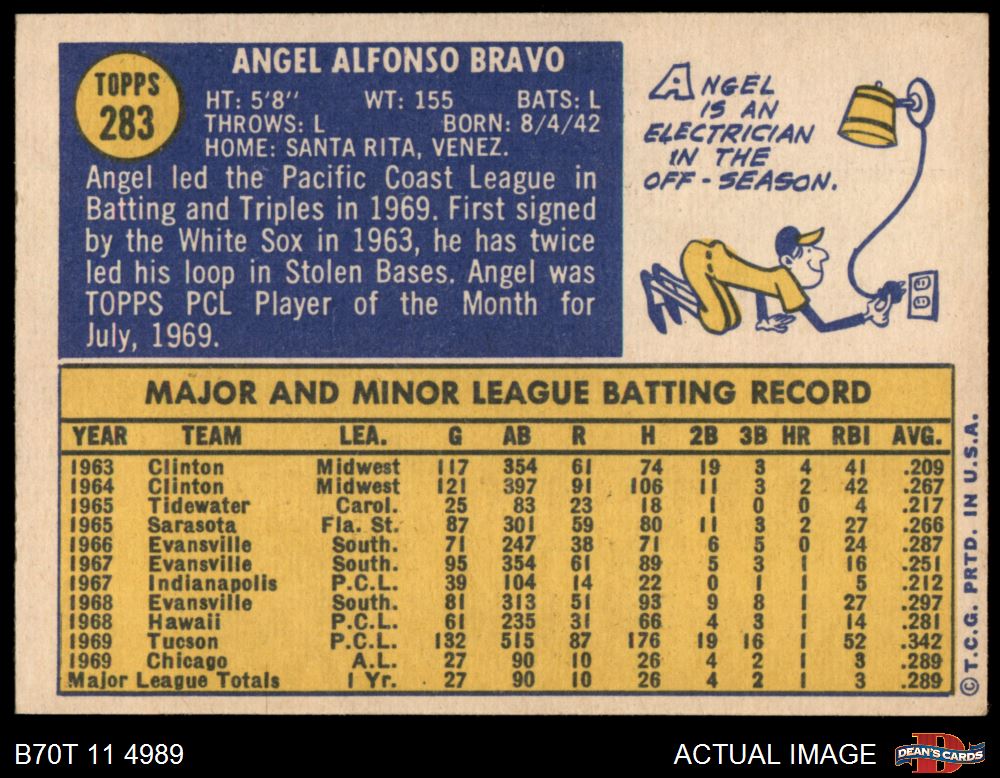 TOPPS
283
ANGEL ALFONSO BRAVO
HT: 5'8" WT: 155 BATS: L
THROWS: L BORN: 8/4/42
HOME: SANTA RITA, VENEZ.
Angel led the Pacific Coast League in
Batting and Triples in 1969. First signed
by the White Sox in 1963, he has twice
led his loop in Stolen Bases. Angel was
TOPPS PCL Player of the Month for
July, 1969.
ANGEL
IS AN
ELECTRICIAN
IN THE
OFF-SEASON.
MAJOR AND MINOR LEAGUE BATTING RECORD
YEAR TEAM LEA. G AB R H 2B 3B HR RBI AVG.
1963 Clinton Midwest 117 354 61 74 19 3 4 41 .209
1964 Clinton Midwest 121 397 91 106 11 3 2 42 .267
1965 Tidewater Carol. 25 83 23 18 1 0 0 4 .217
1965 Sarasota Fla. St. 87 301 59 80 11 3 2 27 .266
1966 Evansville South. 71 247 38 71 6 5 0 24 .287
1967 Evansville South. 95 354 61 89 5 3 1 16 .251
1967 Indianapolis P.C.L. 39 104 14 22 0 1 1 5 .212
1968 Evansville South. 81 313 51 93 9 8 1 27 .297
1968 Hawaii P.C.L. 61 235 31 66 4 3 1 14 .281
1969 Tucson P.C.L. 132 515 87 176 19 16 1 52 .342
1969 Chicago A.L. 27 90 10 26 4 2 1 3 .289
Major League Totals 1 Yr. 27 90 10 26 4 2 1 3 .289
© T.C.G. PRTD. IN U.S.A.
B70T 11 4989
ACTUAL IMAGE
DEAN'S CARDS